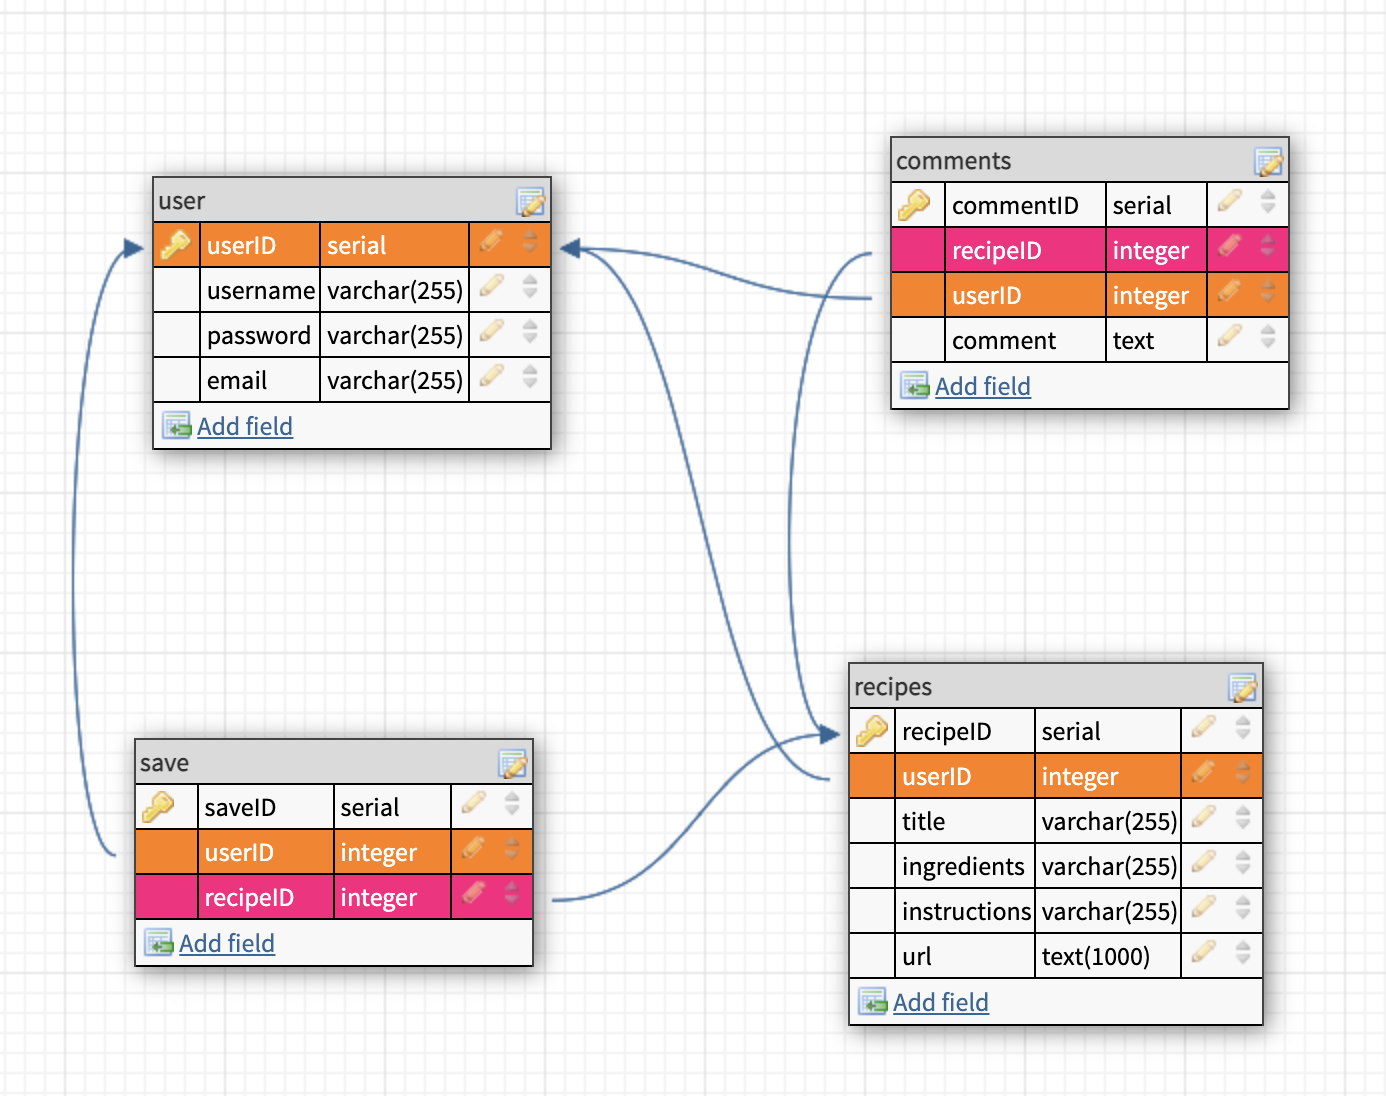 user
userID serial
username varchar(255)
password varchar(255)
email varchar(255)
Add field
comments
commentID serial
recipeID integer
userID integer
comment text
Add field
save
saveID serial
userID integer
recipeID integer
Add field
recipes
recipeID serial
userID integer
title varchar(255)
ingredients varchar(255)
instructions varchar(255)
url text(1000)
Add field